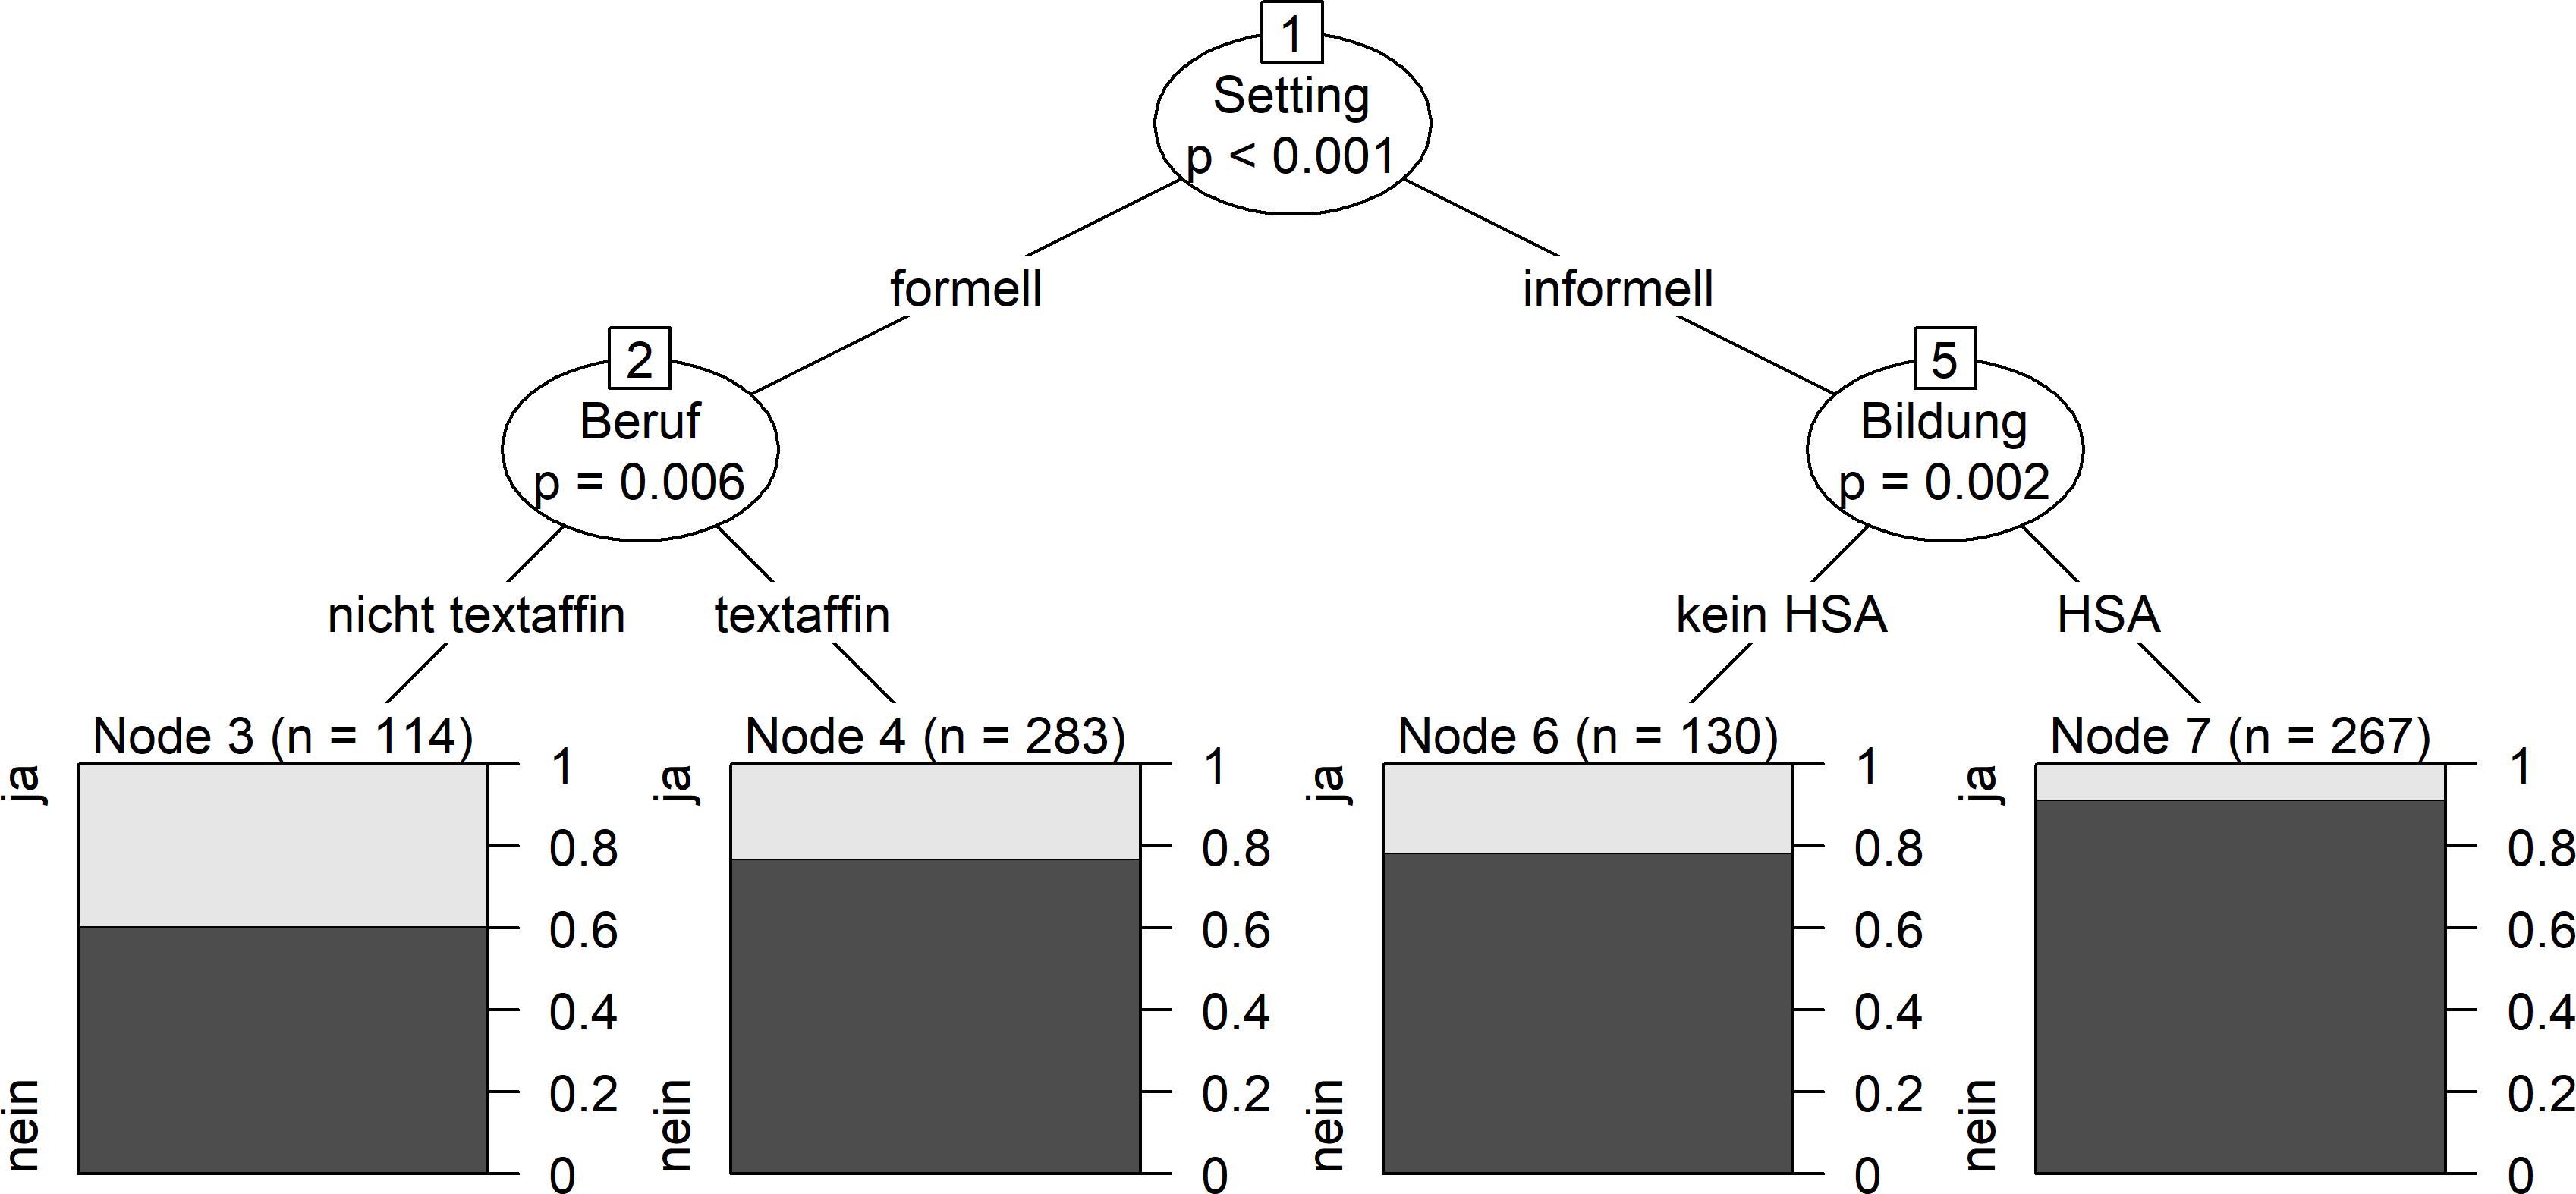 1
Setting
p < 0.001
formell
informell
2
Beruf
p = 0.006
5
Bildung
p = 0.002
nicht textaffin
textaffin
kein HSA
HSA
Node 3 (n = 114)
ja
nein
1
0.8
0.6
0.4
0.2
0
Node 4 (n = 283)
ja
nein
1
0.8
0.6
0.4
0.2
0
Node 6 (n = 130)
ja
nein
1
0.8
0.6
0.4
0.2
0
Node 7 (n = 267)
ja
nein
1
0.8
0.6
0.4
0.2
0